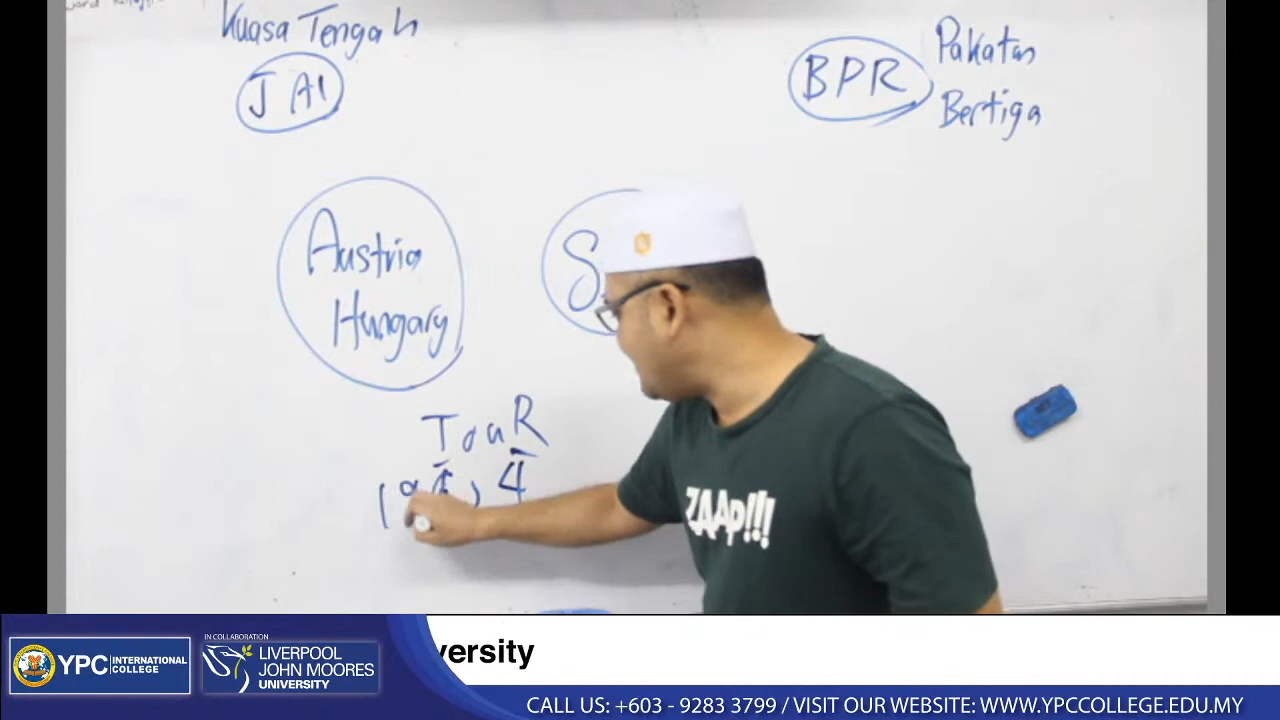 Kuasa Tengah
JAI
BPR
Pakatan
Bertiga
Austria
Hungary
S
TauR
4
ZAAP!!!
YPC INTERNATIONAL COLLEGE
IN COLLABORATION
LIVERPOOL
JOHN MOORES
UNIVERSITY
versity
CALL US: +603 - 9283 3799 / VISIT OUR WEBSITE: WWW.YPCCOLLEGE.EDU.MY